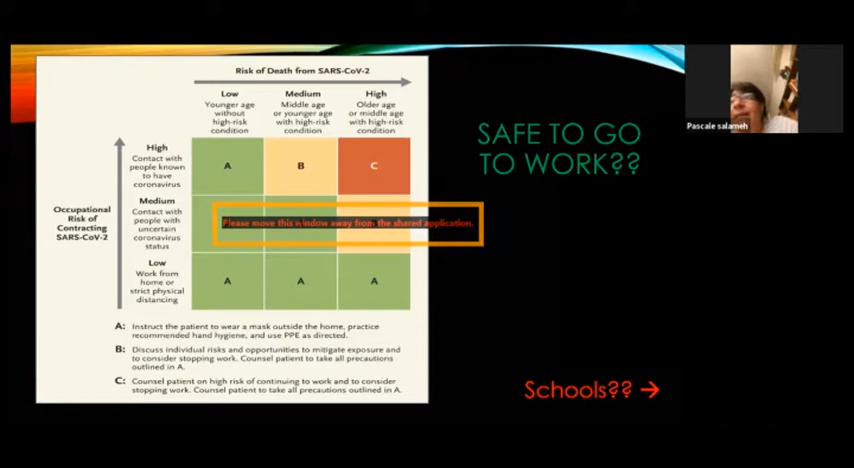 Risk of Death from SARS-CoV-2
Low
Younger age
without
high-risk
condition
Medium
Middle age
or younger age
with high-risk
condition
High
Older age
or middle age
with high-risk
condition
Occupational
Risk of
Contracting
SARS-CoV-2
High
Contact with
people known
to have
coronavirus
A
B
C
Medium
Contact with
people with
uncertain
coronavirus
status
Please move this window away from the shared application.
Low
Work from
home or
strict physical
distancing
A
A
A
A: Instruct the patient to wear a mask outside the home, practice
recommended hand hygiene, and use PPE as directed.
B: Discuss individual risks and opportunities to mitigate exposure and
to consider stopping work. Counsel patient to take all precautions
outlined in A.
C: Counsel patient on high risk of continuing to work and to consider
stopping work. Counsel patient to take all precautions outlined in A.
SAFE TO GO
TO WORK??
Schools?? →
Pascale salameh